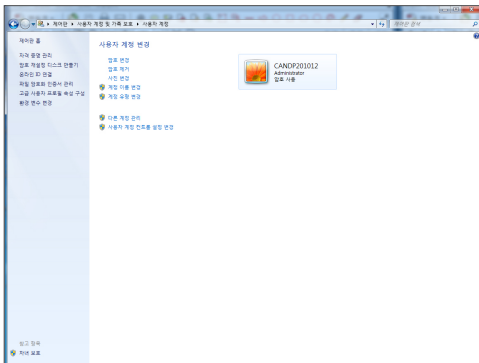 제어판 ▸ 사용자 계정 및 가족 보호 ▸ 사용자 계정
제어판 검색
제어판 홈
자격 증명 관리
암호 재설정 디스크 만들기
온라인 ID 연결
파일 암호화 인증서 관리
고급 사용자 프로필 속성 구성
환경 변수 변경
사용자 계정 변경
암호 변경
암호 제거
사진 변경
계정 이름 변경
계정 유형 변경
다른 계정 관리
사용자 계정 컨트롤 설정 변경
CANDP201012
Administrator
암호 사용
참고 항목
자녀 보호